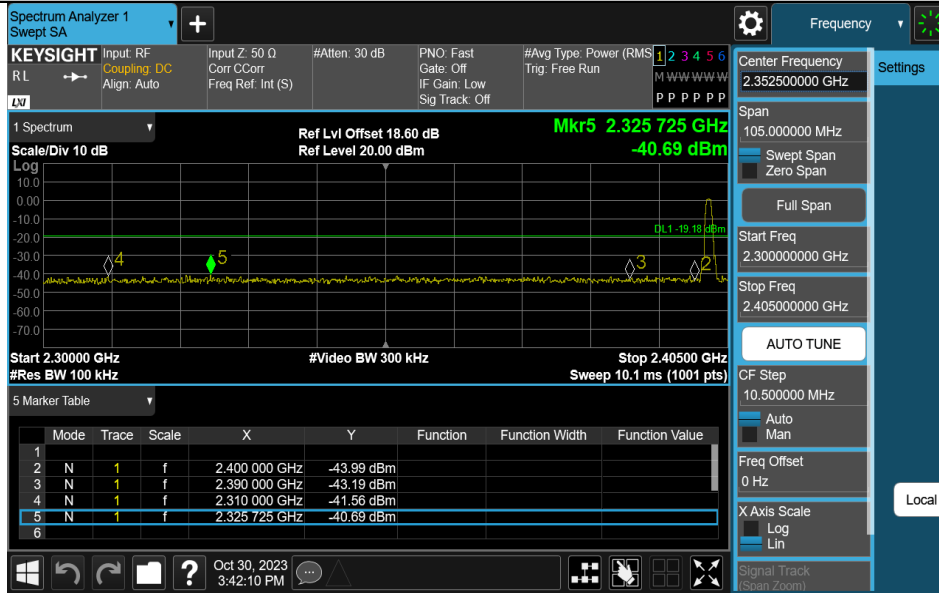 Spectrum Analyzer 1
Swept SA
+
Frequency
KEYSIGHT
RL
LXI
Input: RF
Coupling: DC
Align: Auto
Input Z: 50 Ω
Corr CCorr
Freq Ref: Int (S)
#Atten: 30 dB
PNO: Fast
Gate: Off
IF Gain: Low
Sig Track: Off
#Avg Type: Power (RMS
Trig: Free Run
1 2 3 4 5 6
M W W W W W
P P P P P P
1 Spectrum
Scale/Div 10 dB
Ref Lvl Offset 18.60 dB
Ref Level 20.00 dBm
Mkr5 2.325 725 GHz
-40.69 dBm
Log
10.0
0.00
-10.0
-20.0
-30.0
-40.0
-50.0
-60.0
-70.0
DL1 -19.18 dBm
4
5
3
2
Start 2.30000 GHz
#Video BW 300 kHz
Stop 2.40500 GHz
#Res BW 100 kHz
Sweep 10.1 ms (1001 pts)
5 Marker Table
Mode Trace Scale X Y Function Function Width Function Value
1
2 N 1 f 2.400 000 GHz -43.99 dBm
3 N 1 f 2.390 000 GHz -43.19 dBm
4 N 1 f 2.310 000 GHz -41.56 dBm
5 N 1 f 2.325 725 GHz -40.69 dBm
6
?
Oct 30, 2023
3:42:10 PM
Center Frequency
2.352500000 GHz
Span
105.000000 MHz
Swept Span
Zero Span
Full Span
Start Freq
2.300000000 GHz
Stop Freq
2.405000000 GHz
AUTO TUNE
CF Step
10.500000 MHz
Auto
Man
Freq Offset
0 Hz
X Axis Scale
Log
Lin
Signal Track
(Span Zoom)
Settings
Local